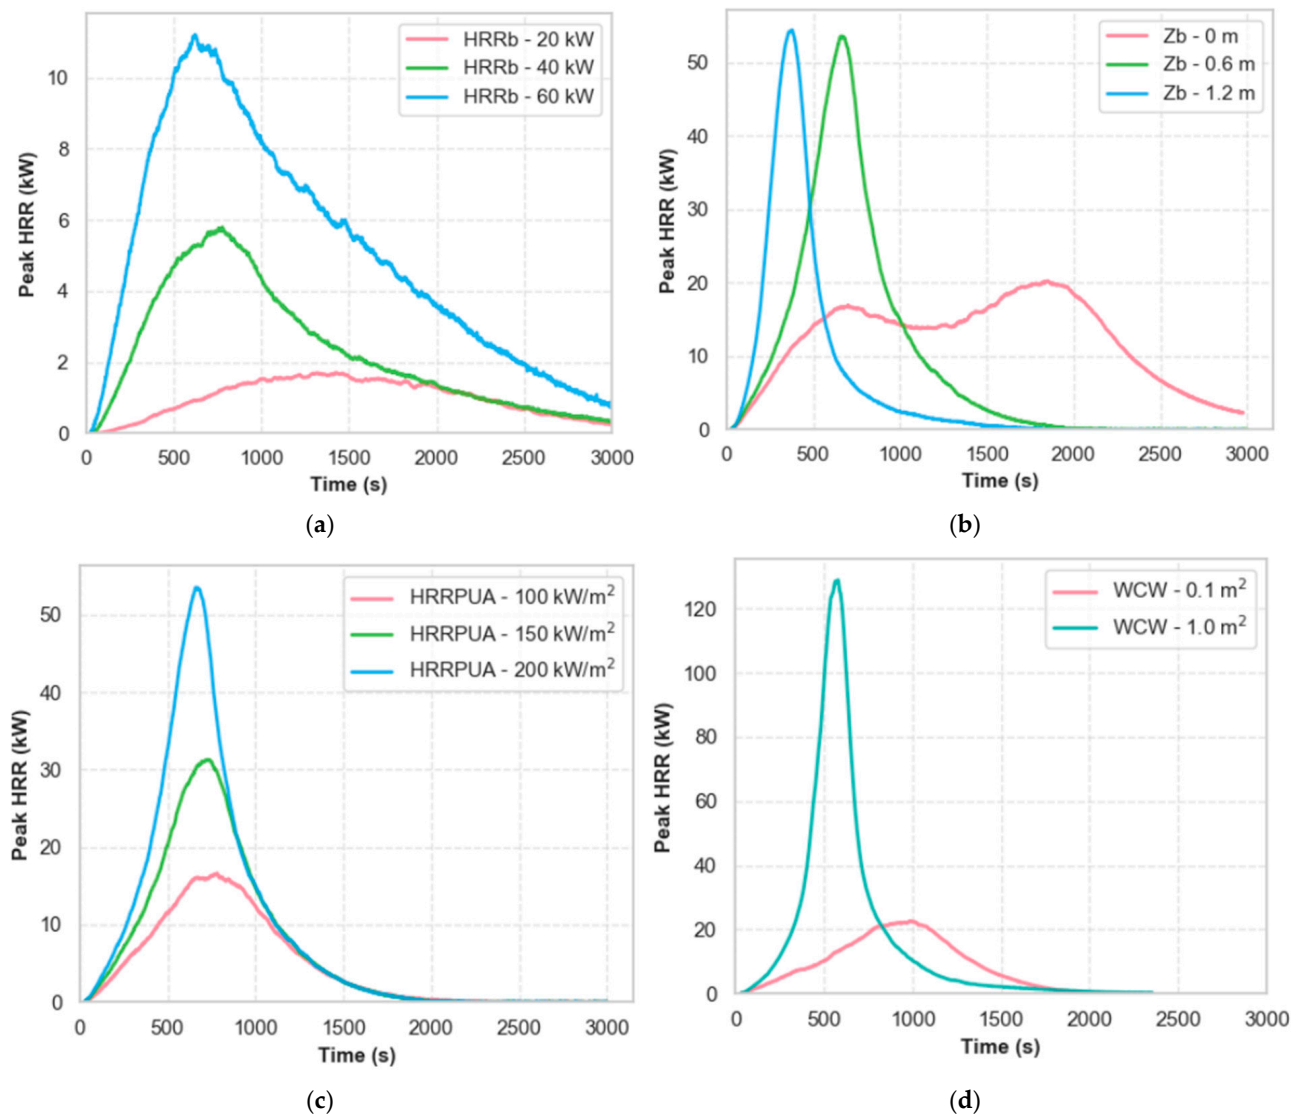 HRRb - 20 kW
HRRb - 40 kW
HRRb - 60 kW
Peak HRR (kW)
10
8
6
4
2
0
0 500 1000 1500 2000 2500 3000
Time (s)
(a)
Zb - 0 m
Zb - 0.6 m
Zb - 1.2 m
Peak HRR (kW)
50
40
30
20
10
0
0 500 1000 1500 2000 2500 3000
Time (s)
(b)
HRRPUA - 100 kW/m²
HRRPUA - 150 kW/m²
HRRPUA - 200 kW/m²
Peak HRR (kW)
50
40
30
20
10
0
0 500 1000 1500 2000 2500 3000
Time (s)
(c)
WCW - 0.1 m²
WCW - 1.0 m²
Peak HRR (kW)
120
100
80
60
40
20
0
0 500 1000 1500 2000 2500 3000
Time (s)
(d)